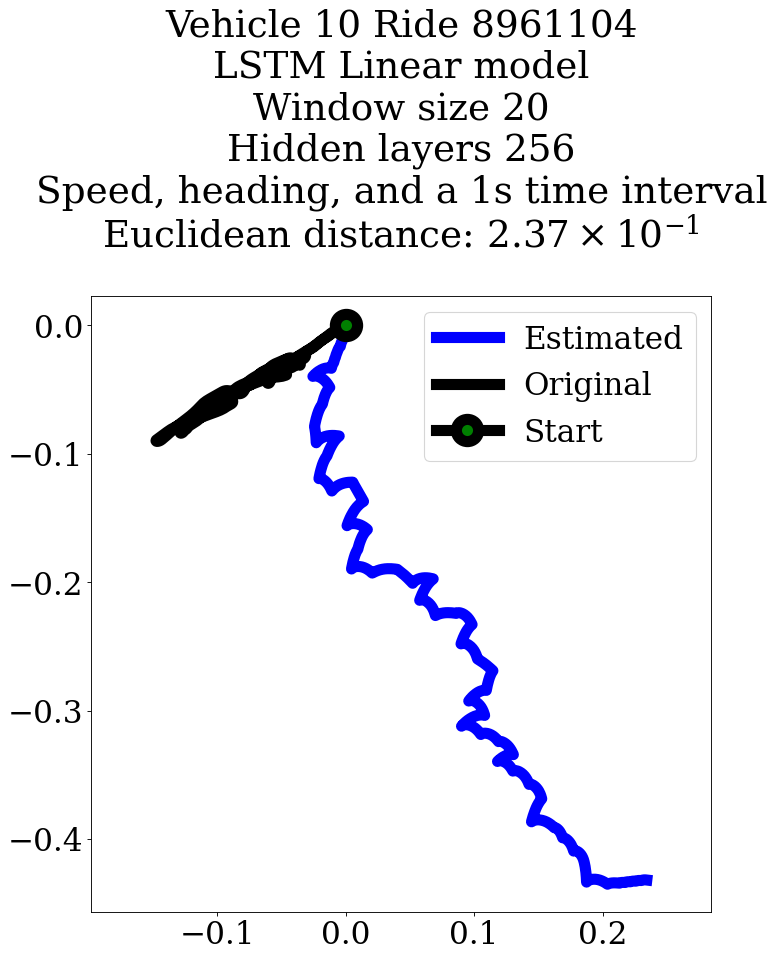 Vehicle 10 Ride 8961104
LSTM Linear model
Window size 20
Hidden layers 256
Speed, heading, and a 1s time interval
Euclidean distance: 2.37 × 10⁻¹
Estimated
Original
Start
0.0
−0.1
−0.2
−0.3
−0.4
−0.1 0.0 0.1 0.2